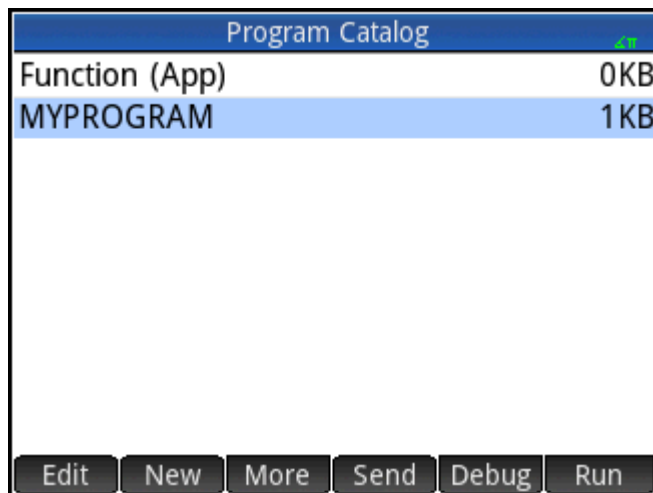 Program Catalog
∡π
Function (App) 0KB
MYPROGRAM 1KB
Edit New More Send Debug Run